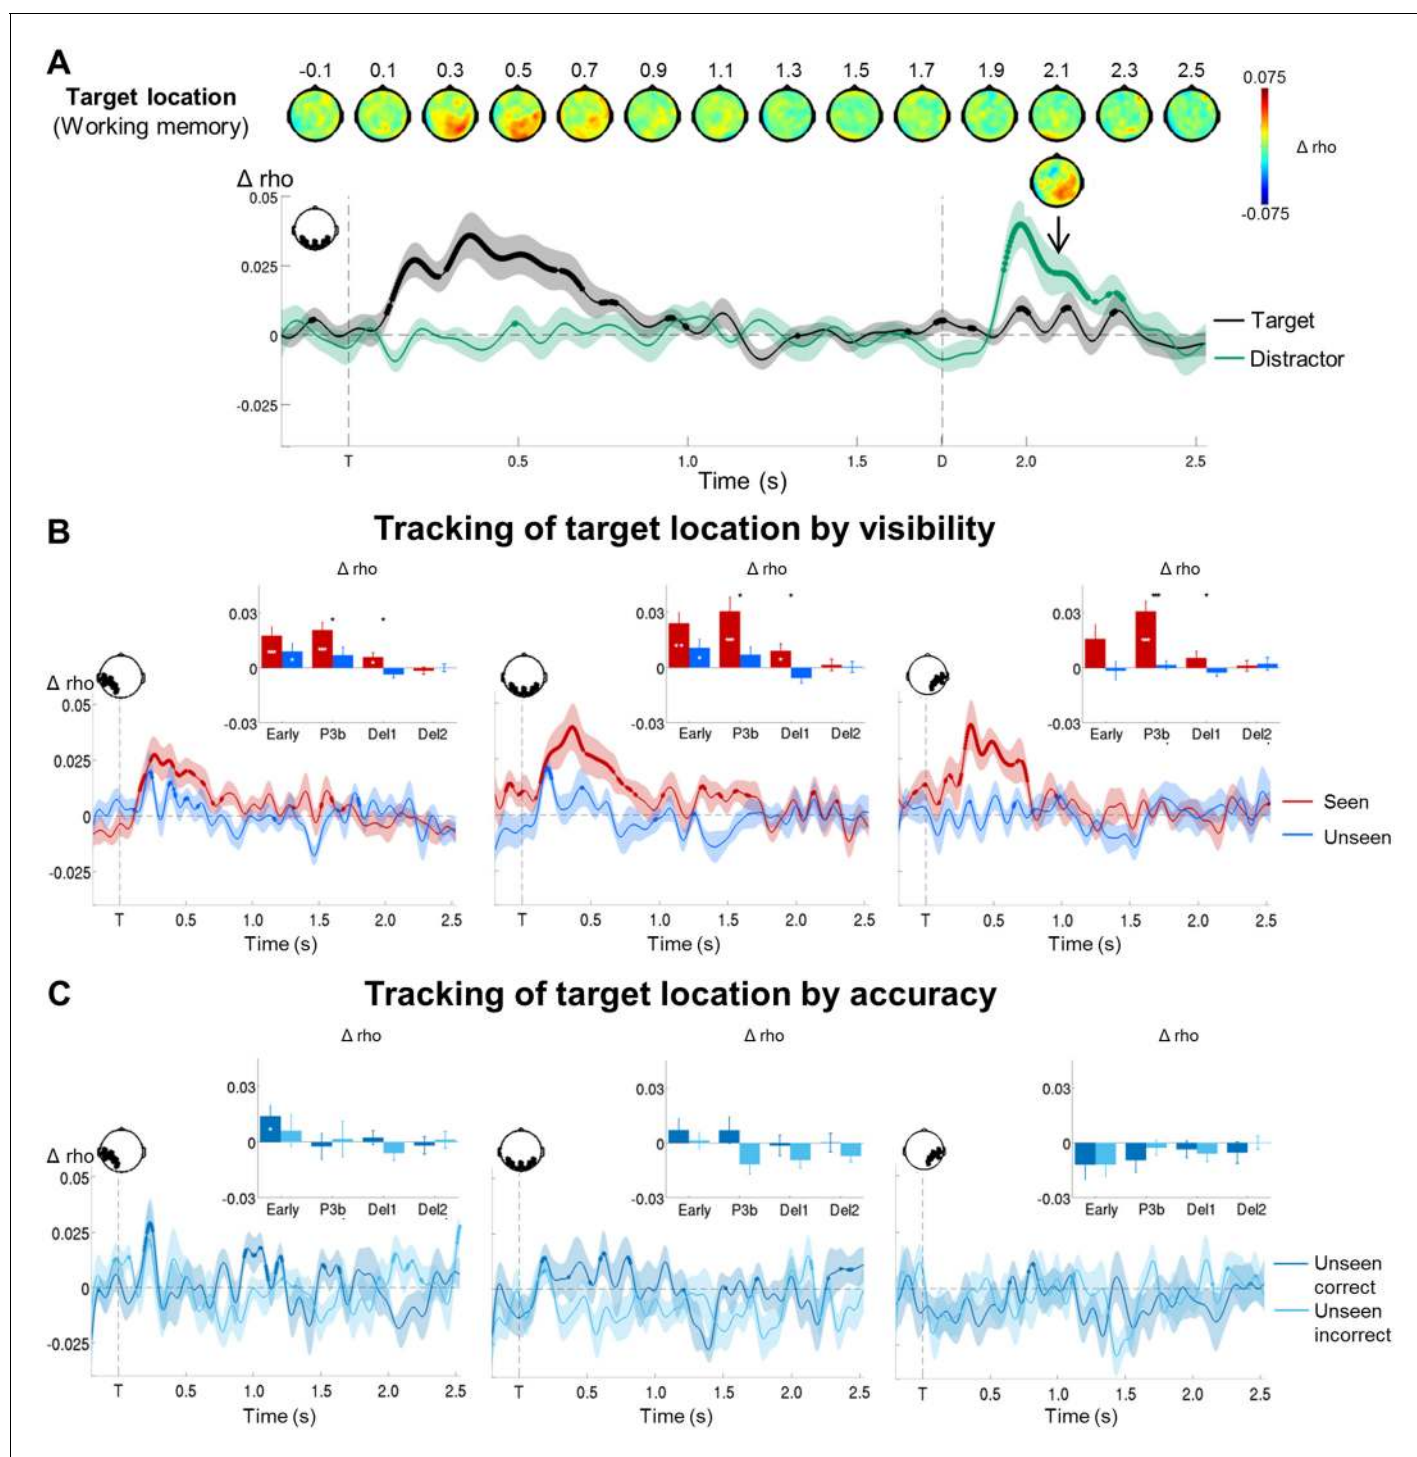 A
-0.1 0.1 0.3 0.5 0.7 0.9 1.1 1.3 1.5 1.7 1.9 2.1 2.3 2.5
Target location
(Working memory)
0.075
Δ rho
-0.075
Δ rho
0.05
0.025
0
-0.025
Target
Distractor
T 0.5 1.0 1.5 D 2.0 2.5
Time (s)
B
Tracking of target location by visibility
Δ rho
0.03
0
-0.03
Early P3b Del1 Del2
Δ rho
0.03
0
-0.03
Early P3b Del1 Del2
Δ rho
0.03
0
-0.03
Early P3b Del1 Del2
Δ rho
0.05
0.025
0
-0.025
T 0.5 1.0 1.5 2.0 2.5
Time (s)
T 0.5 1.0 1.5 2.0 2.5
Time (s)
T 0.5 1.0 1.5 2.0 2.5
Time (s)
Seen
Unseen
C
Tracking of target location by accuracy
Δ rho
0.03
0
-0.03
Early P3b Del1 Del2
Δ rho
0.03
0
-0.03
Early P3b Del1 Del2
Δ rho
0.03
0
-0.03
Early P3b Del1 Del2
Δ rho
0.05
0.025
0
-0.025
T 0.5 1.0 1.5 2.0 2.5
Time (s)
T 0.5 1.0 1.5 2.0 2.5
Time (s)
T 0.5 1.0 1.5 2.0 2.5
Time (s)
Unseen
correct
Unseen
incorrect